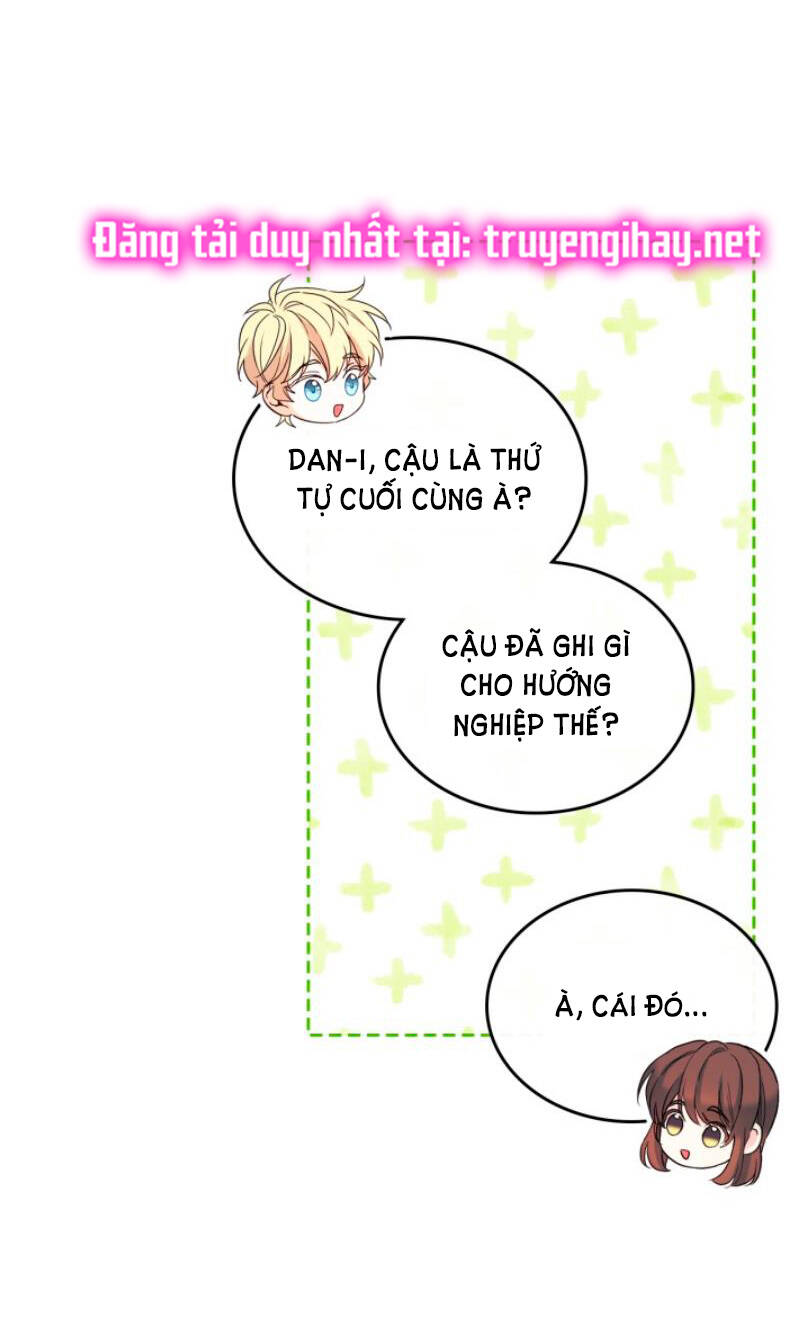 Đăng tải duy nhất tại: truyengihay.net
DAN-I, CẬU LÀ THỨ
TỰ CUỐI CÙNG À?
CẬU ĐÃ GHI GÌ
CHO HƯỚNG
NGHIỆP THẾ?
À, CÁI ĐÓ...